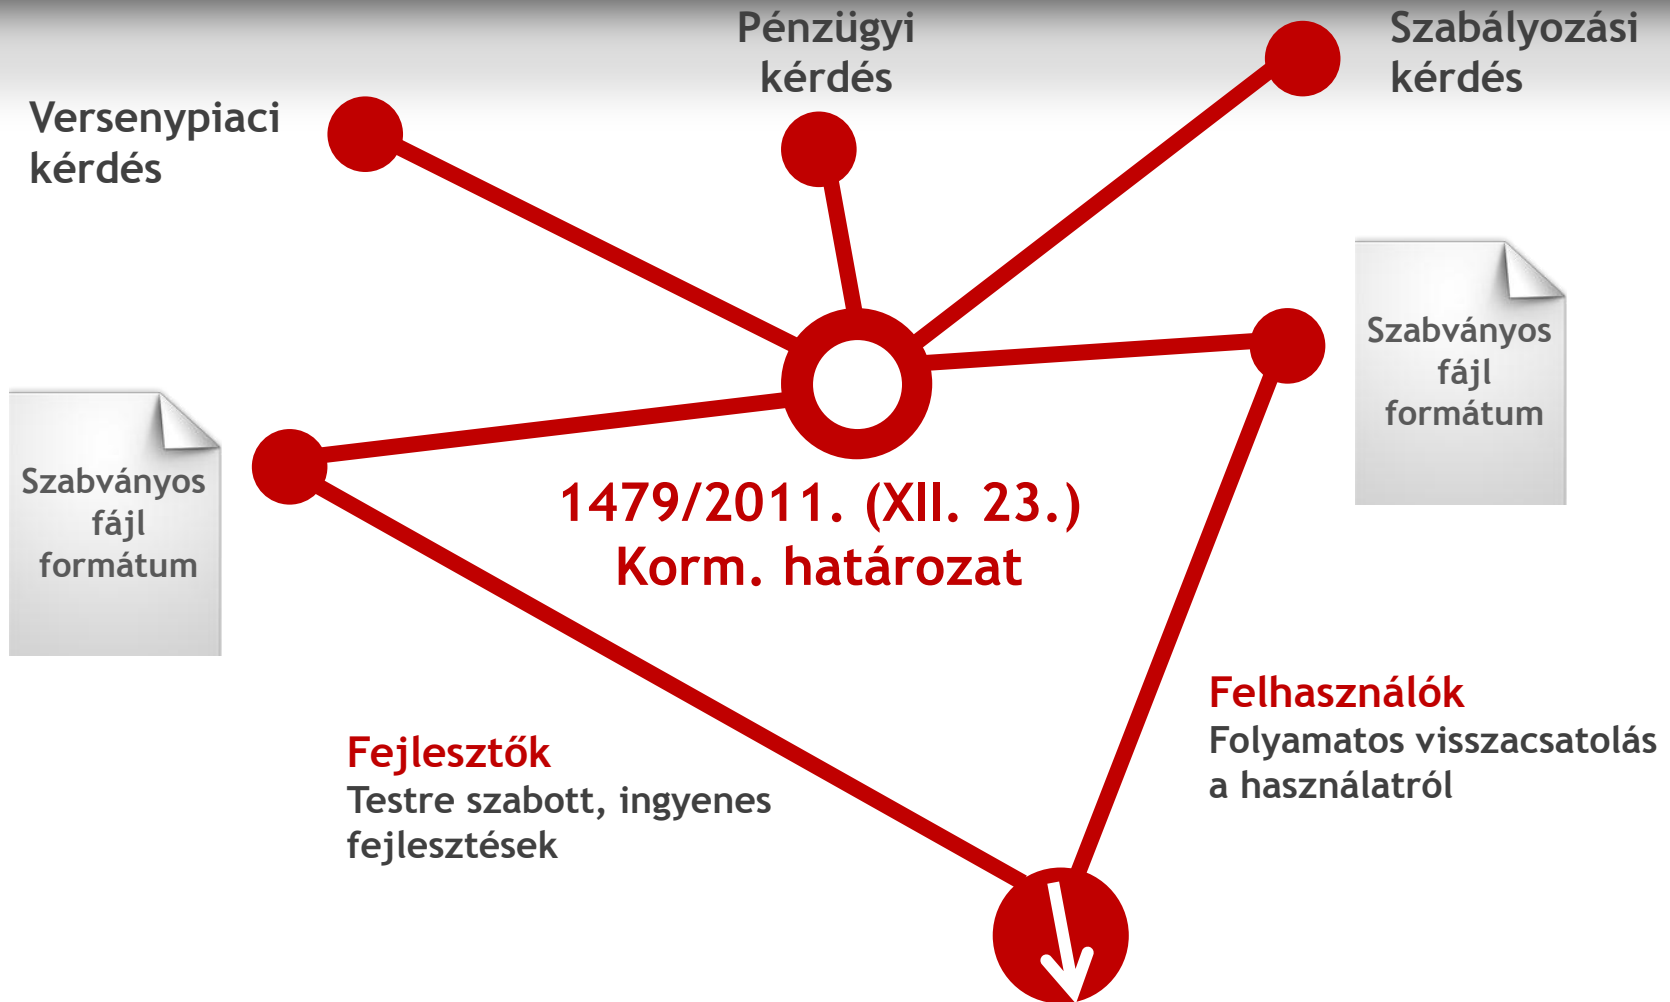 Pénzügyi
kérdés
Szabályozási
kérdés
Versenypiaci
kérdés
Szabványos
fájl
formátum
Szabványos
fájl
formátum
1479/2011. (XII. 23.)
Korm. határozat
Felhasználók
Folyamatos visszacsatolás
a használatról
Fejlesztők
Testre szabott, ingyenes
fejlesztések